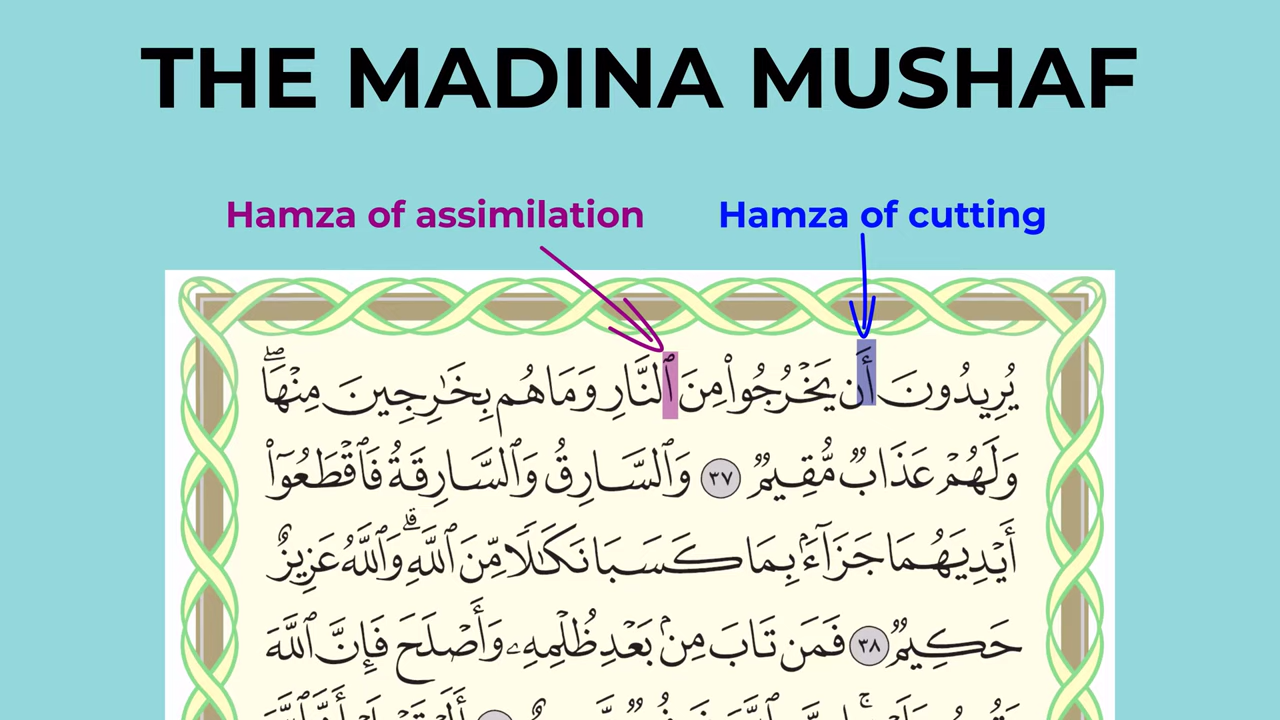 THE MADINA MUSHAF
Hamza of assimilation Hamza of cutting
يُرِيدُونَ أَن يَخْرُجُوا۟ مِنَ ٱلنَّارِ وَمَا هُم بِخَـٰرِجِينَ مِنْهَا ۖ
وَلَهُمْ عَذَابٌ مُّقِيمٌ ٣٧ وَٱلسَّارِقُ وَٱلسَّارِقَةُ فَٱقْطَعُوٓا۟
أَيْدِيَهُمَا جَزَآءًۢ بِمَا كَسَبَا نَكَـٰلًا مِّنَ ٱللَّهِ ۗ وَٱللَّهُ عَزِيزٌ
حَكِيمٌ ٣٨ فَمَن تَابَ مِنۢ بَعْدِ ظُلْمِهِۦ وَأَصْلَحَ فَإِنَّ ٱللَّهَ